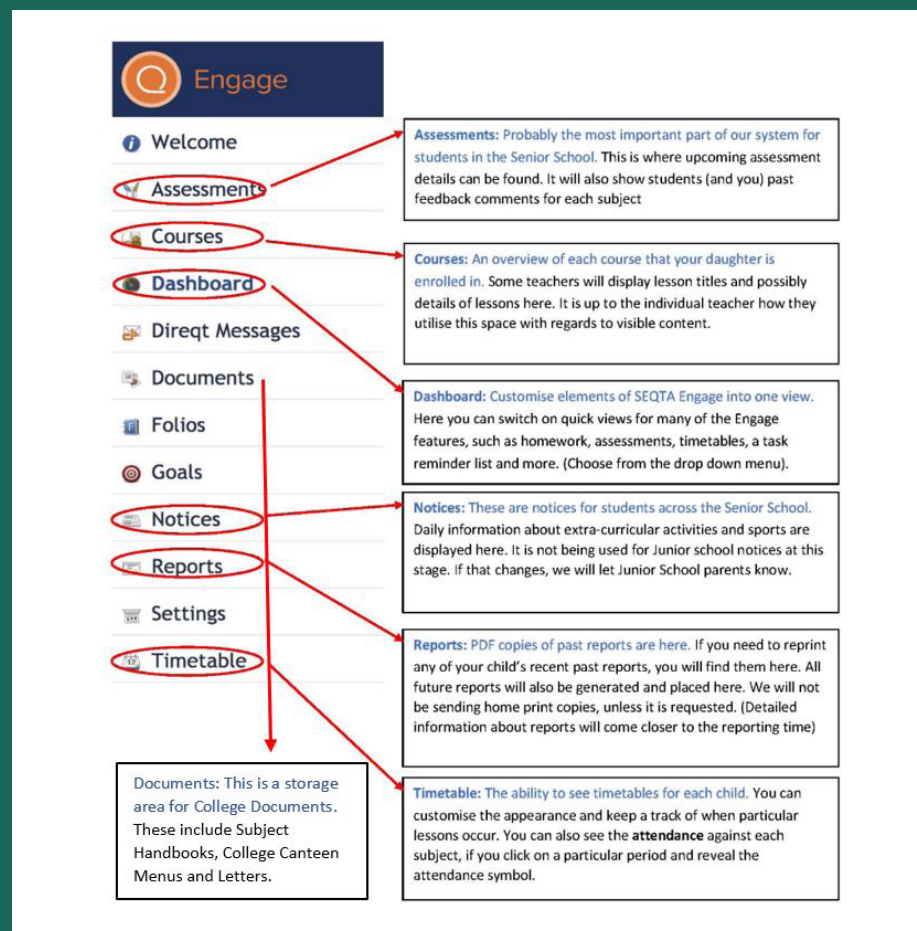 Engage
Welcome
Assessments
Courses
Dashboard
Direqt Messages
Documents
Folios
Goals
Notices
Reports
Settings
Timetable
Assessments: Probably the most important part of our system for
students in the Senior School. This is where upcoming assessment
details can be found. It will also show students (and you) past
feedback comments for each subject
Courses: An overview of each course that your daughter is
enrolled in. Some teachers will display lesson titles and possibly
details of lessons here. It is up to the individual teacher how they
utilise this space with regards to visible content.
Dashboard: Customise elements of SEQTA Engage into one view.
Here you can switch on quick views for many of the Engage
features, such as homework, assessments, timetables, a task
reminder list and more. (Choose from the drop down menu).
Notices: These are notices for students across the Senior School.
Daily information about extra-curricular activities and sports are
displayed here. It is not being used for Junior school notices at this
stage. If that changes, we will let Junior School parents know.
Reports: PDF copies of past reports are here. If you need to reprint
any of your child's recent past reports, you will find them here. All
future reports will also be generated and placed here. We will not
be sending home print copies, unless it is requested. (Detailed
information about reports will come closer to the reporting time)
Timetable: The ability to see timetables for each child. You can
customise the appearance and keep a track of when particular
lessons occur. You can also see the attendance against each
subject, if you click on a particular period and reveal the
attendance symbol.
Documents: This is a storage
area for College Documents.
These include Subject
Handbooks, College Canteen
Menus and Letters.